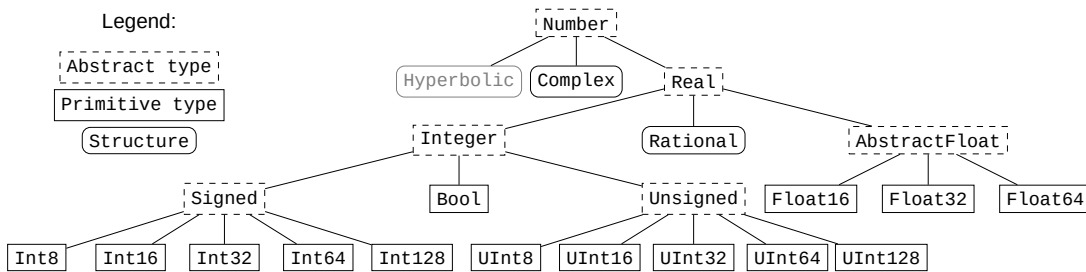 Legend:
Number
Abstract type
Hyperbolic
Complex
Real
Primitive type
Structure
Integer
Rational
AbstractFloat
Signed
Bool
Unsigned
Float16
Float32
Float64
Int8
Int16
Int32
Int64
Int128
UInt8
UInt16
UInt32
UInt64
UInt128